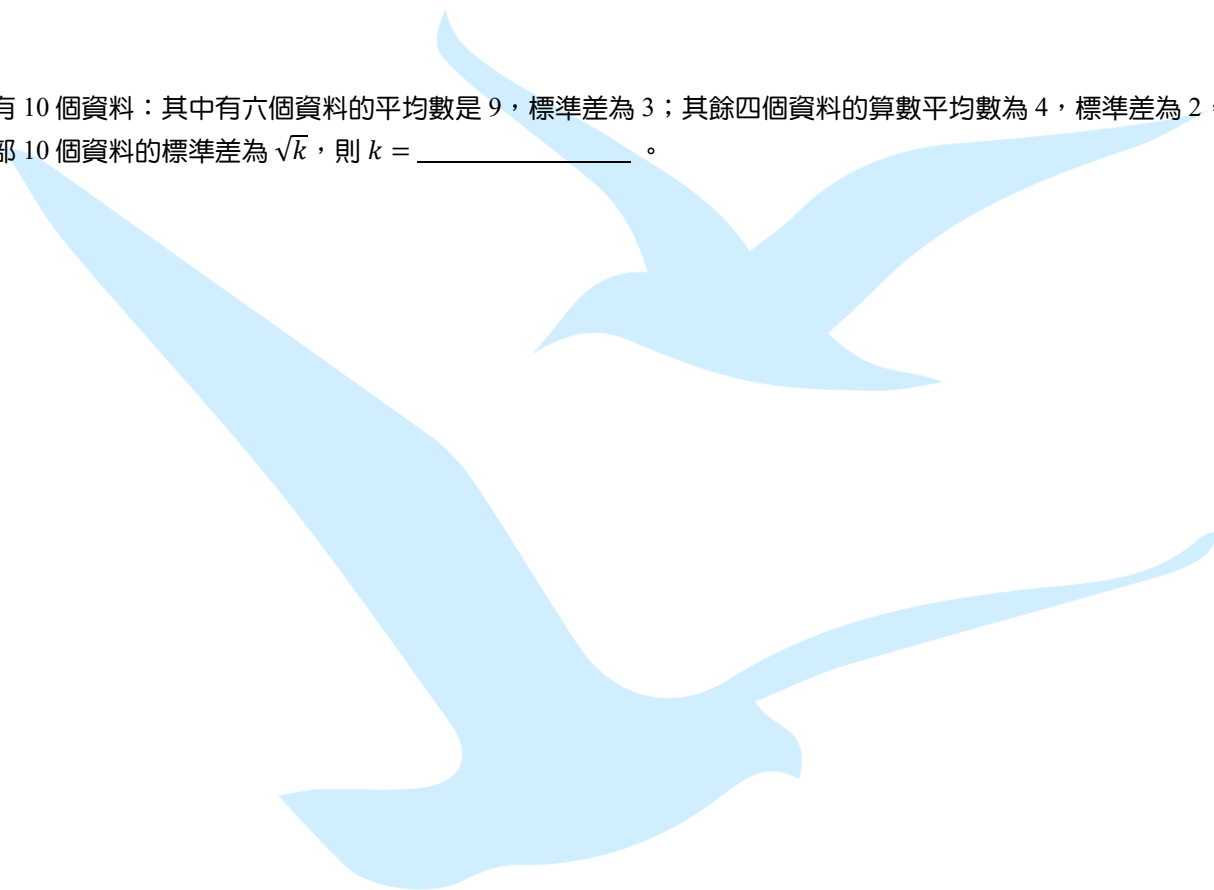 有 10 個資料：其中有六個資料的平均數是 9，標準差為 3；其餘四個資料的算數平均數為 4，標準差為 2，
部 10 個資料的標準差為 √k，則 k = ______________ 。